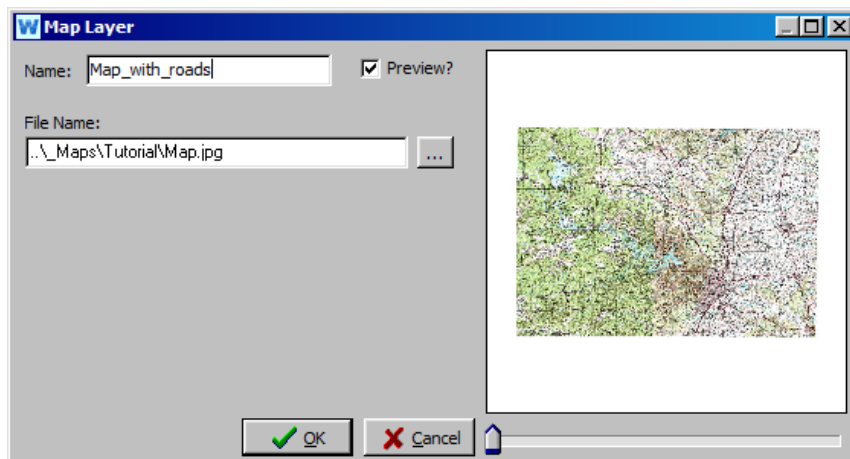 Map Layer
Name: Map_with_roads Preview?
File Name:
..\_Maps\Tutorial\Map.jpg ...
OK Cancel